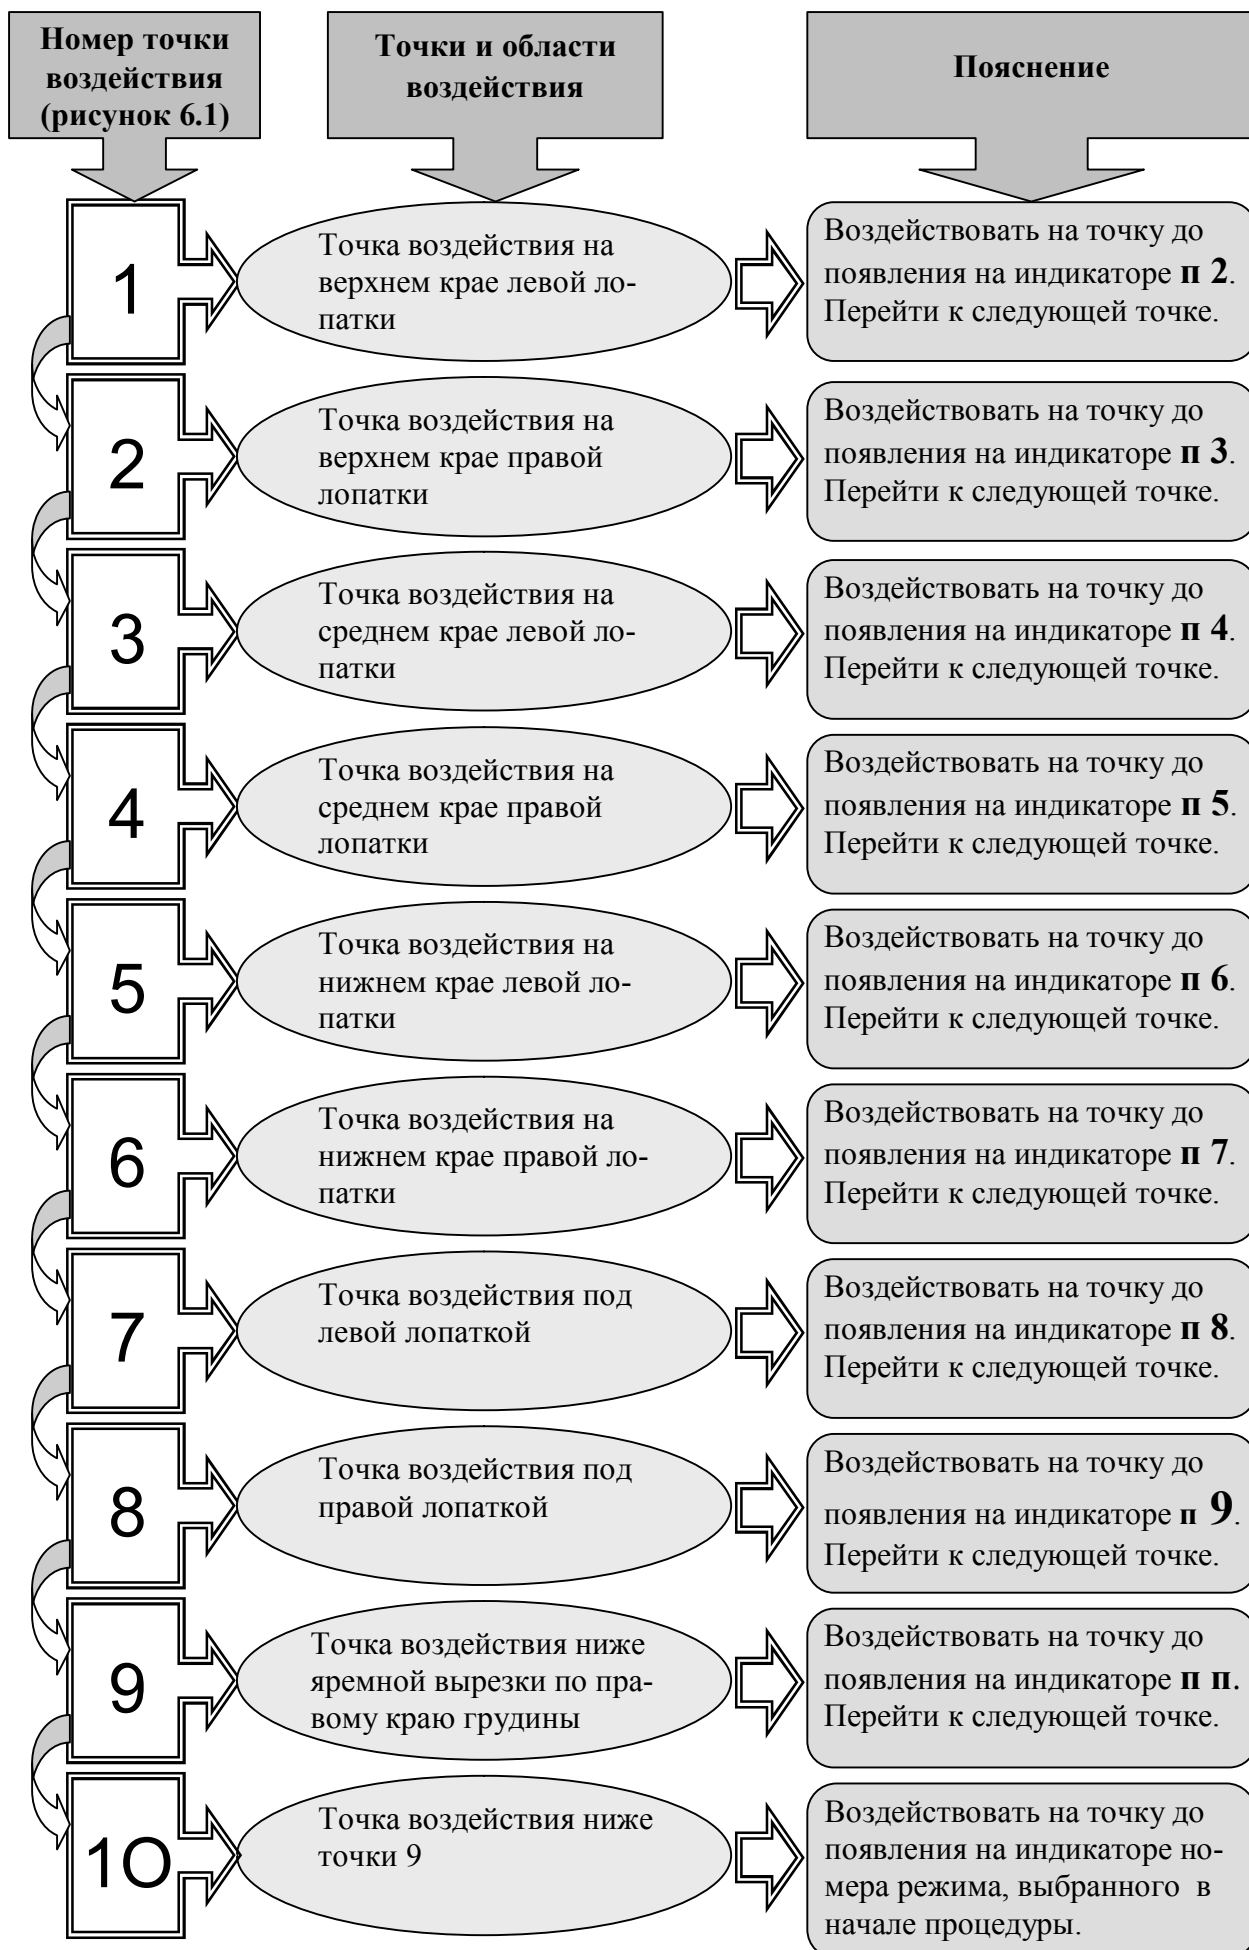 Номер точки
воздействия
(рисунок 6.1)
Точки и области
воздействия
Пояснение
1
Точка воздействия на
верхнем крае левой ло-
патки
Воздействовать на точку до
появления на индикаторе п 2.
Перейти к следующей точке.
2
Точка воздействия на
верхнем крае правой
лопатки
Воздействовать на точку до
появления на индикаторе п 3.
Перейти к следующей точке.
3
Точка воздействия на
среднем крае левой ло-
патки
Воздействовать на точку до
появления на индикаторе п 4.
Перейти к следующей точке.
4
Точка воздействия на
среднем крае правой
лопатки
Воздействовать на точку до
появления на индикаторе п 5.
Перейти к следующей точке.
5
Точка воздействия на
нижнем крае левой ло-
патки
Воздействовать на точку до
появления на индикаторе п 6.
Перейти к следующей точке.
6
Точка воздействия на
нижнем крае правой ло-
патки
Воздействовать на точку до
появления на индикаторе п 7.
Перейти к следующей точке.
7
Точка воздействия под
левой лопаткой
Воздействовать на точку до
появления на индикаторе п 8.
Перейти к следующей точке.
8
Точка воздействия под
правой лопаткой
Воздействовать на точку до
появления на индикаторе п 9.
Перейти к следующей точке.
9
Точка воздействия ниже
яремной вырезки по пра-
вому краю грудины
Воздействовать на точку до
появления на индикаторе п п.
Перейти к следующей точке.
1O
Точка воздействия ниже
точки 9
Воздействовать на точку до
появления на индикаторе но-
мера режима, выбранного в
начале процедуры.